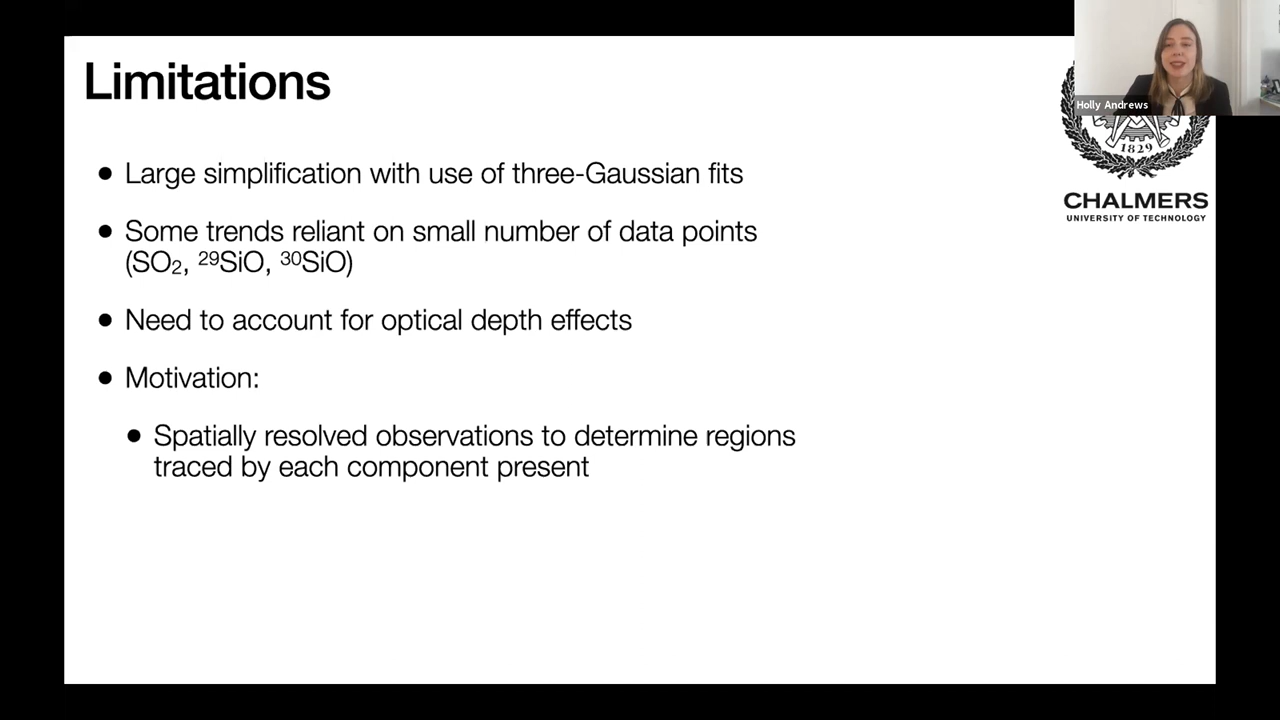 Limitations
Holly Andrews
1829
CHALMERS
UNIVERSITY OF TECHNOLOGY
● Large simplification with use of three-Gaussian fits
● Some trends reliant on small number of data points
(SO₂, ²⁹SiO, ³⁰SiO)
● Need to account for optical depth effects
● Motivation:
● Spatially resolved observations to determine regions
traced by each component present